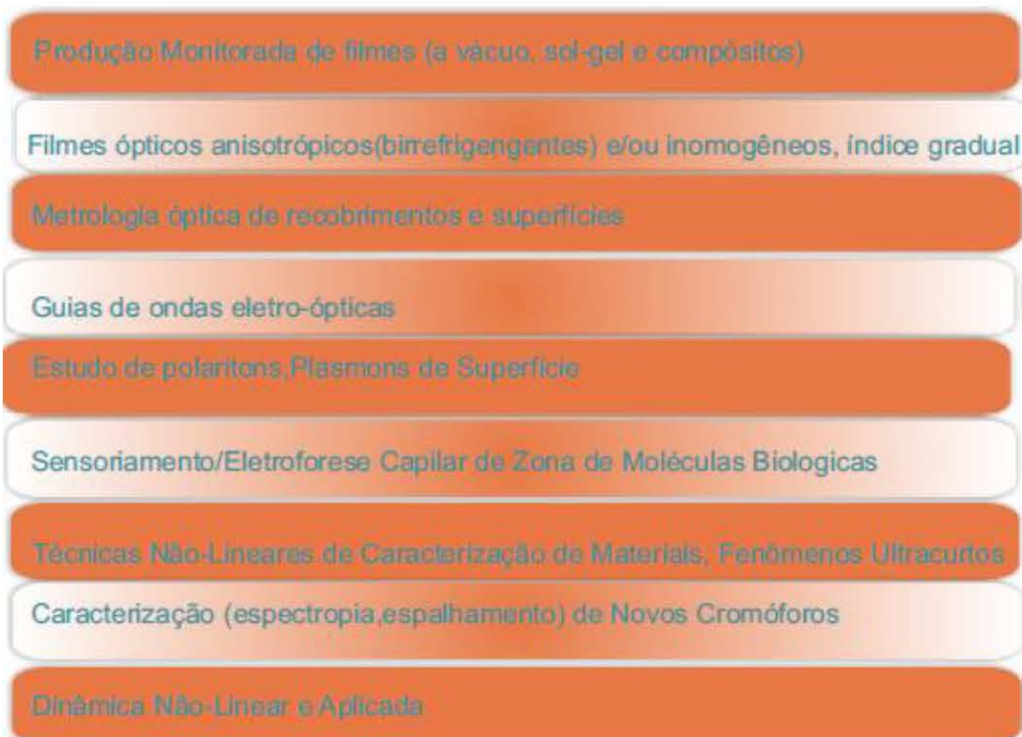 Produção Monitorada de filmes (a vácuo, sol-gel e compósitos)
Filmes ópticos anisotrópicos(birrefrigengentes) e/ou inomogêneos, índice gradual
Metrologia óptica de recobrimentos e superfícies
Guias de ondas eletro-ópticas
Estudo de polaritons,Plasmons de Superfície
Sensoriamento/Eletroforese Capilar de Zona de Moléculas Biologicas
Técnicas Não-Lineares de Caracterização de Materiais, Fenômenos Ultracurtos
Caracterização (espectropia,espalhamento) de Novos Cromóforos
Dinâmica Não-Linear e Aplicada